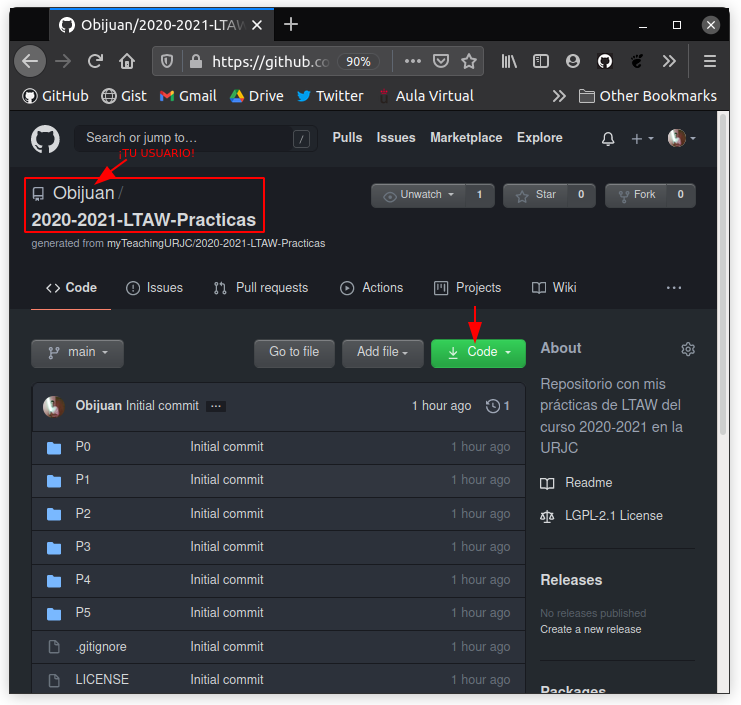 Obijuan/2020-2021-LTAW
https://github.co 90%
GitHub Gist Gmail Drive Twitter Aula Virtual Other Bookmarks
Search or jump to… / Pulls Issues Marketplace Explore
¡TU USUARIO!
Obijuan / Unwatch 1 Star 0 Fork 0
2020-2021-LTAW-Practicas
generated from myTeachingURJC/2020-2021-LTAW-Practicas
Code Issues Pull requests Actions Projects Wiki
main Go to file Add file Code
About
Repositorio con mis
prácticas de LTAW del
curso 2020-2021 en la
URJC
Readme
LGPL-2.1 License
Releases
No releases published
Create a new release
Packages
Obijuan Initial commit 1 hour ago 1
P0 Initial commit 1 hour ago
P1 Initial commit 1 hour ago
P2 Initial commit 1 hour ago
P3 Initial commit 1 hour ago
P4 Initial commit 1 hour ago
P5 Initial commit 1 hour ago
.gitignore Initial commit 1 hour ago
LICENSE Initial commit 1 hour ago